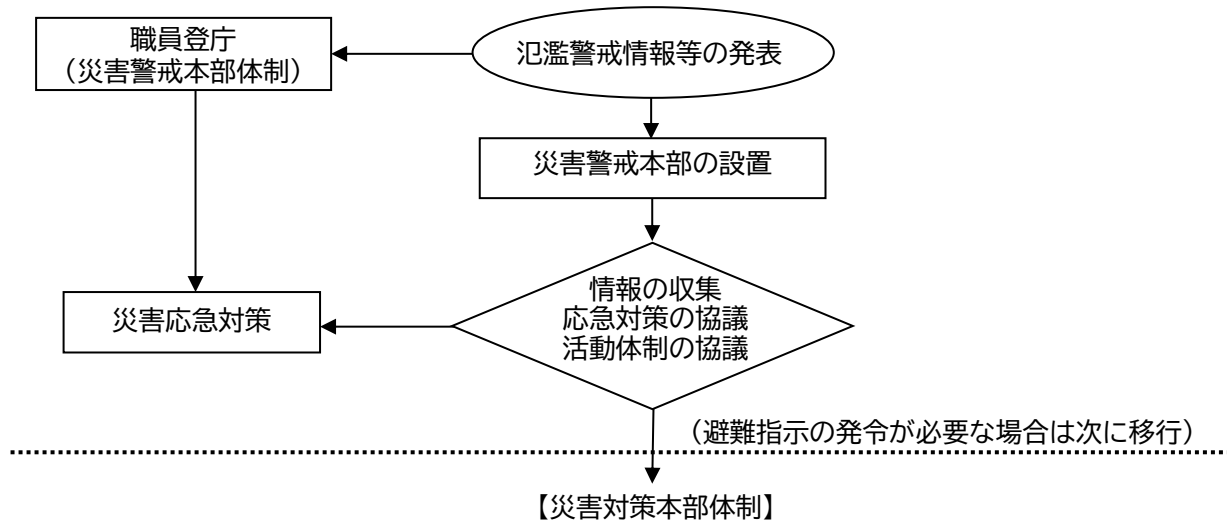 職員登庁
（災害警戒本部体制）
氾濫警戒情報等の発表
災害警戒本部の設置
災害応急対策
情報の収集
応急対策の協議
活動体制の協議
（避難指示の発令が必要な場合は次に移行）
【災害対策本部体制】